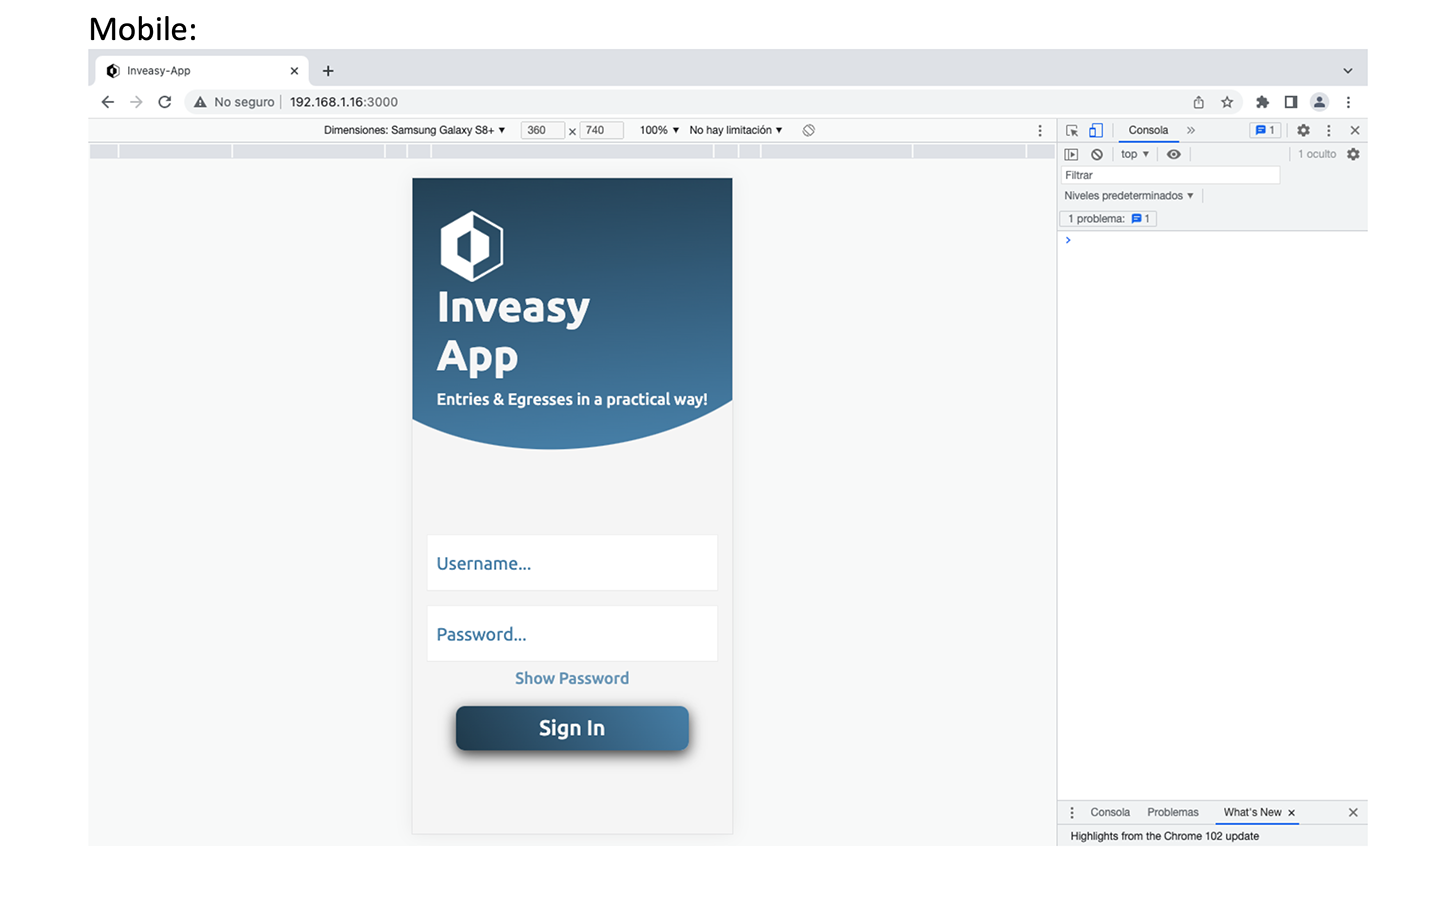 Mobile:
Inveasy-App
No seguro 192.168.1.16:3000
Dimensiones: Samsung Galaxy S8+ ▼ 360 x 740 100% ▼ No hay limitación ▼
Consola » 1
top ▼ 1 oculto
Filtrar
Niveles predeterminados ▼
1 problema: 1
Inveasy
App
Entries & Egresses in a practical way!
Username...
Password...
Show Password
Sign In
Consola Problemas What's New
Highlights from the Chrome 102 update